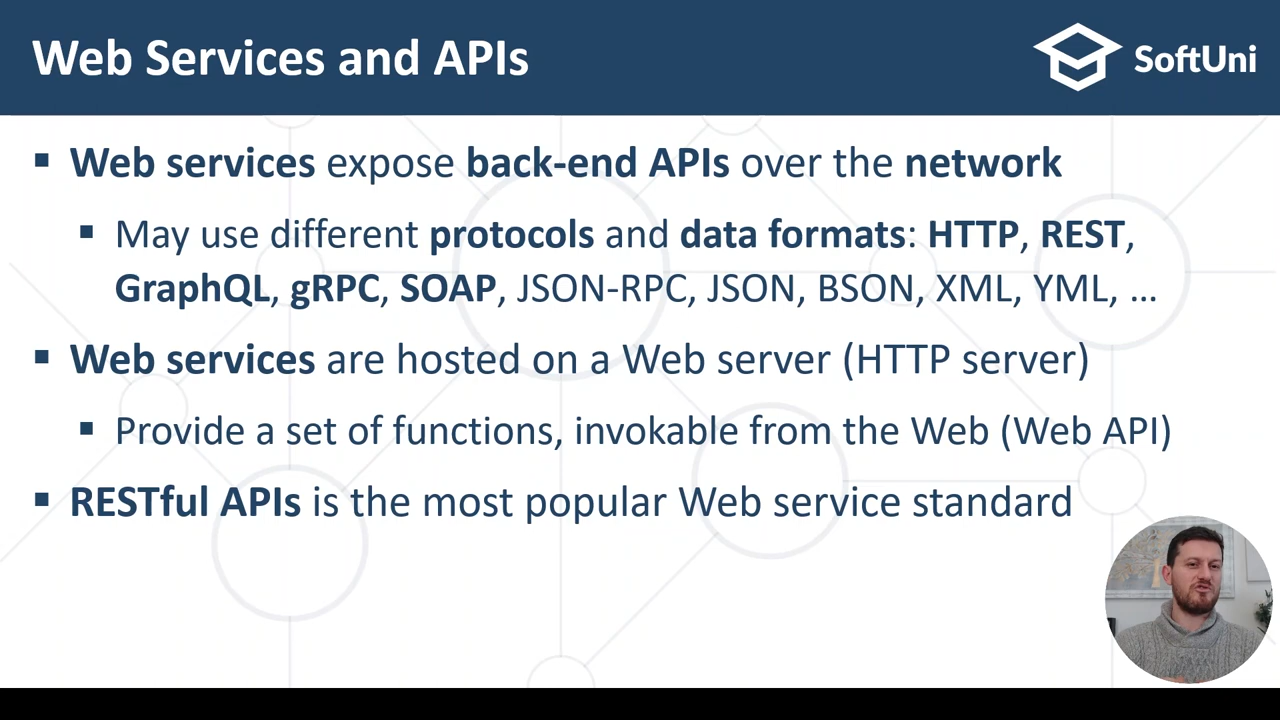 Web Services and APIs
SoftUni
▪ Web services expose back-end APIs over the network
▪ May use different protocols and data formats: HTTP, REST,
GraphQL, gRPC, SOAP, JSON-RPC, JSON, BSON, XML, YML, ...
▪ Web services are hosted on a Web server (HTTP server)
▪ Provide a set of functions, invokable from the Web (Web API)
▪ RESTful APIs is the most popular Web service standard